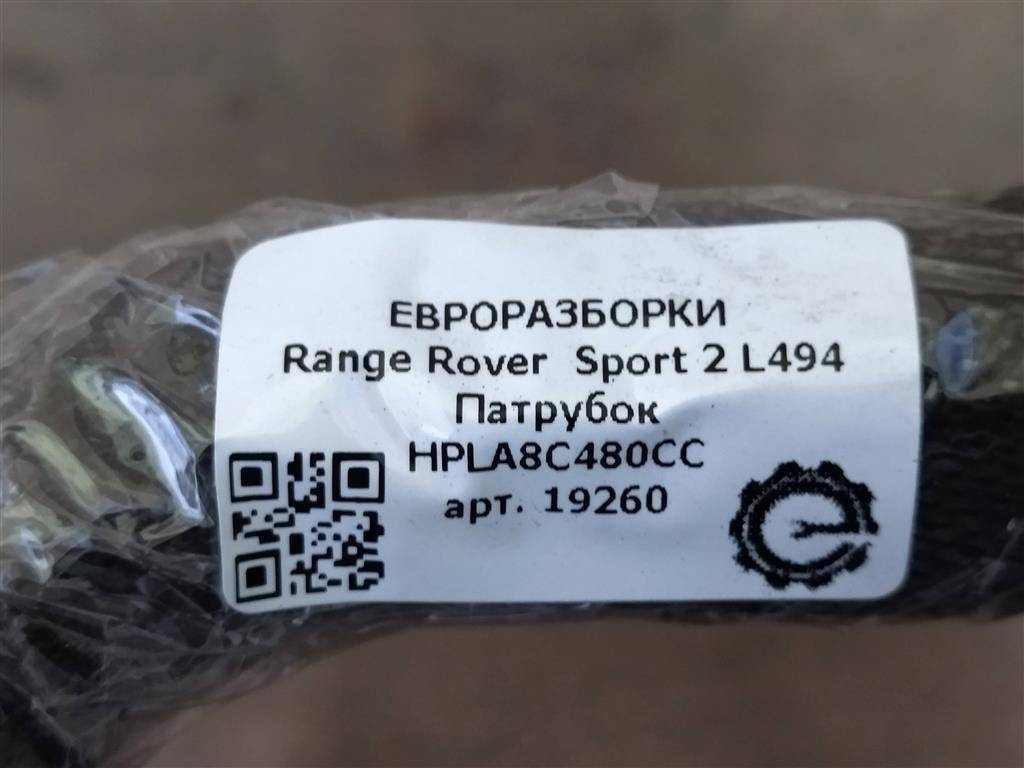 ЕВРОРАЗБОРКИ
Range Rover Sport 2 L494
Патрубок
HPLA8C480CC
арт. 19260